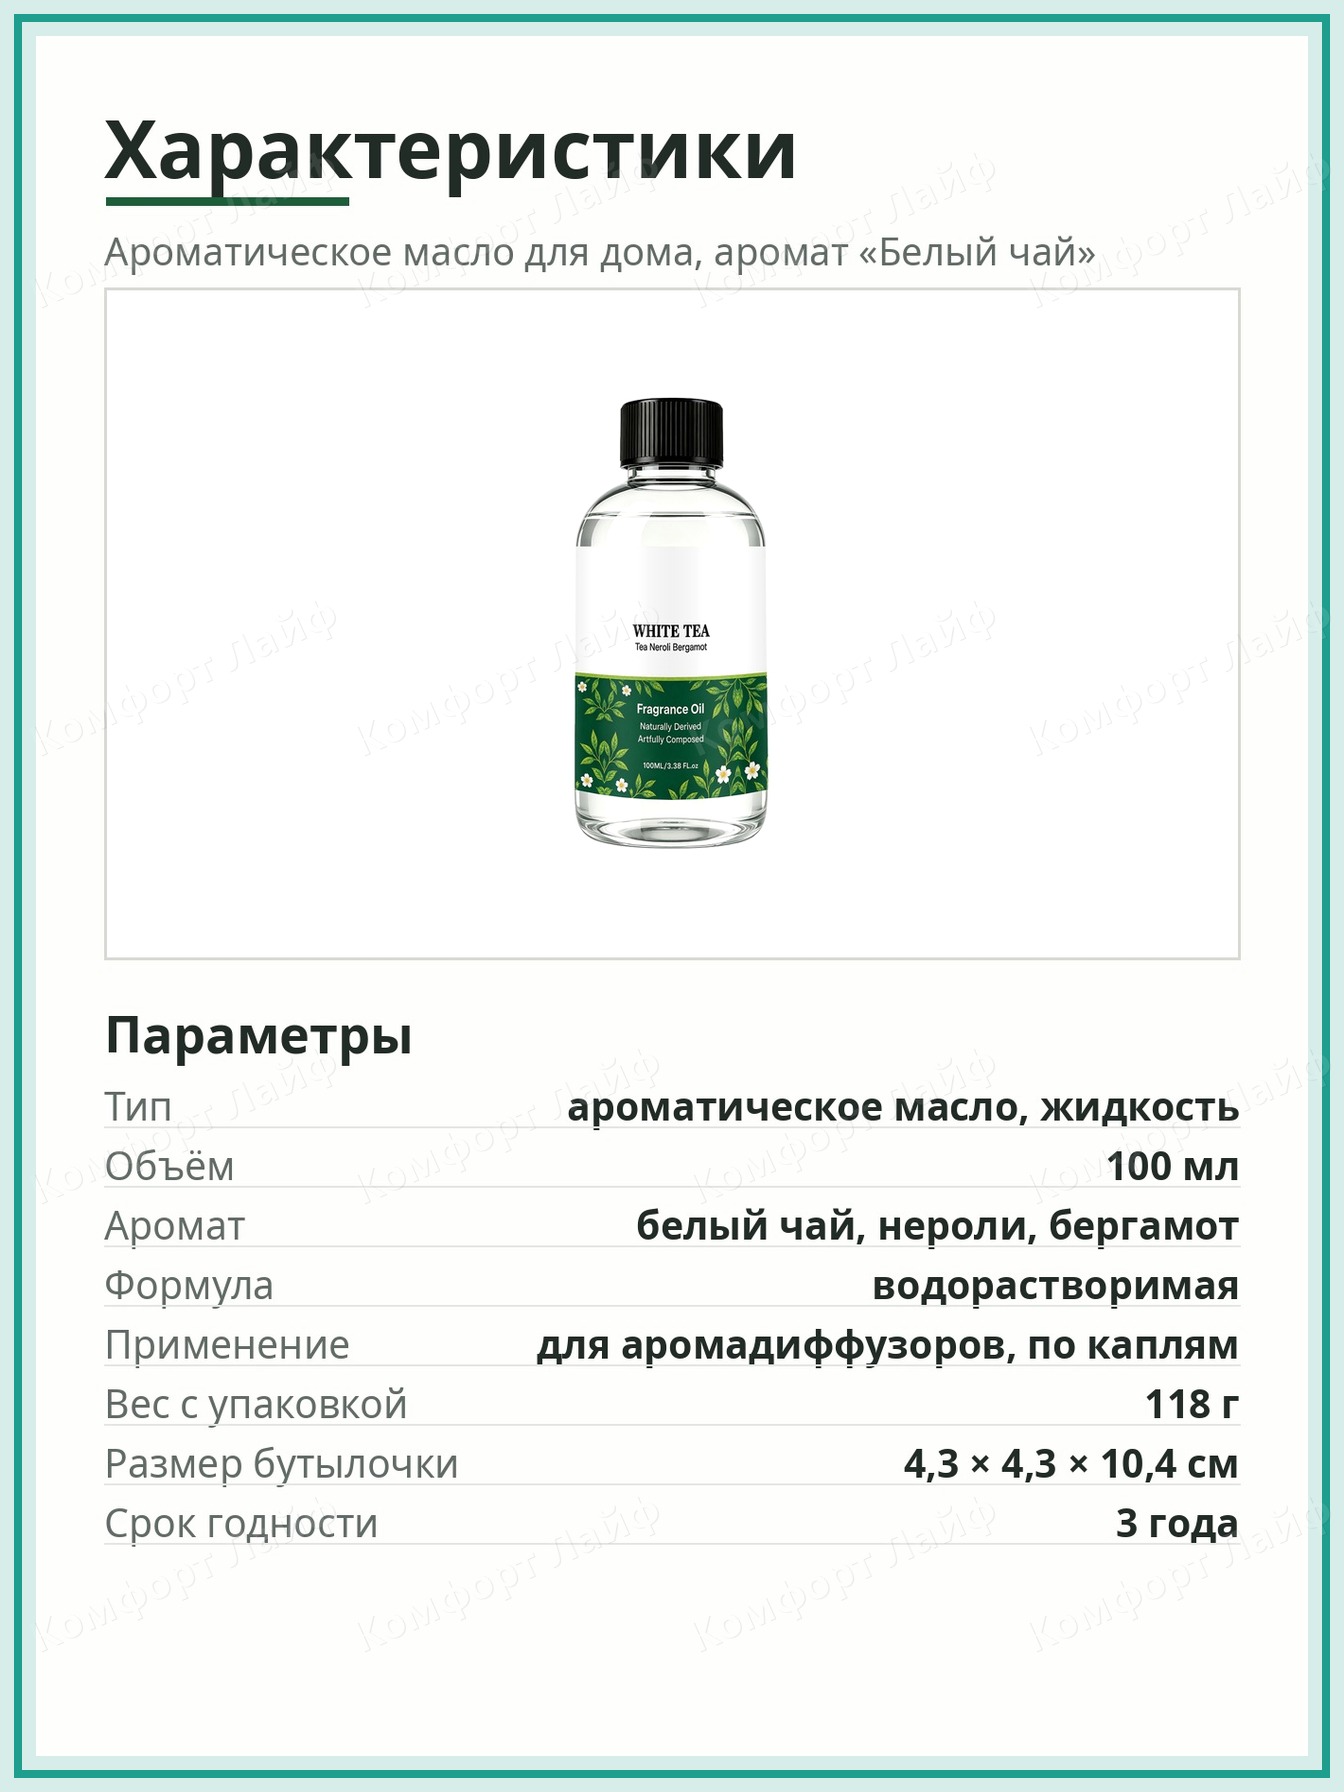 Характеристики
Ароматическое масло для дома, аромат «Белый чай»
WHITE TEA
Tea Neroli Bergamot
Fragrance Oil
Naturally Derived
Artfully Composed
100ML/3.38 FL.oz
Параметры
Тип ароматическое масло, жидкость
Объём 100 мл
Аромат белый чай, нероли, бергамот
Формула водорастворимая
Применение для аромадиффузоров, по каплям
Вес с упаковкой 118 г
Размер бутылочки 4,3 × 4,3 × 10,4 см
Срок годности 3 года
Комфорт Лайф